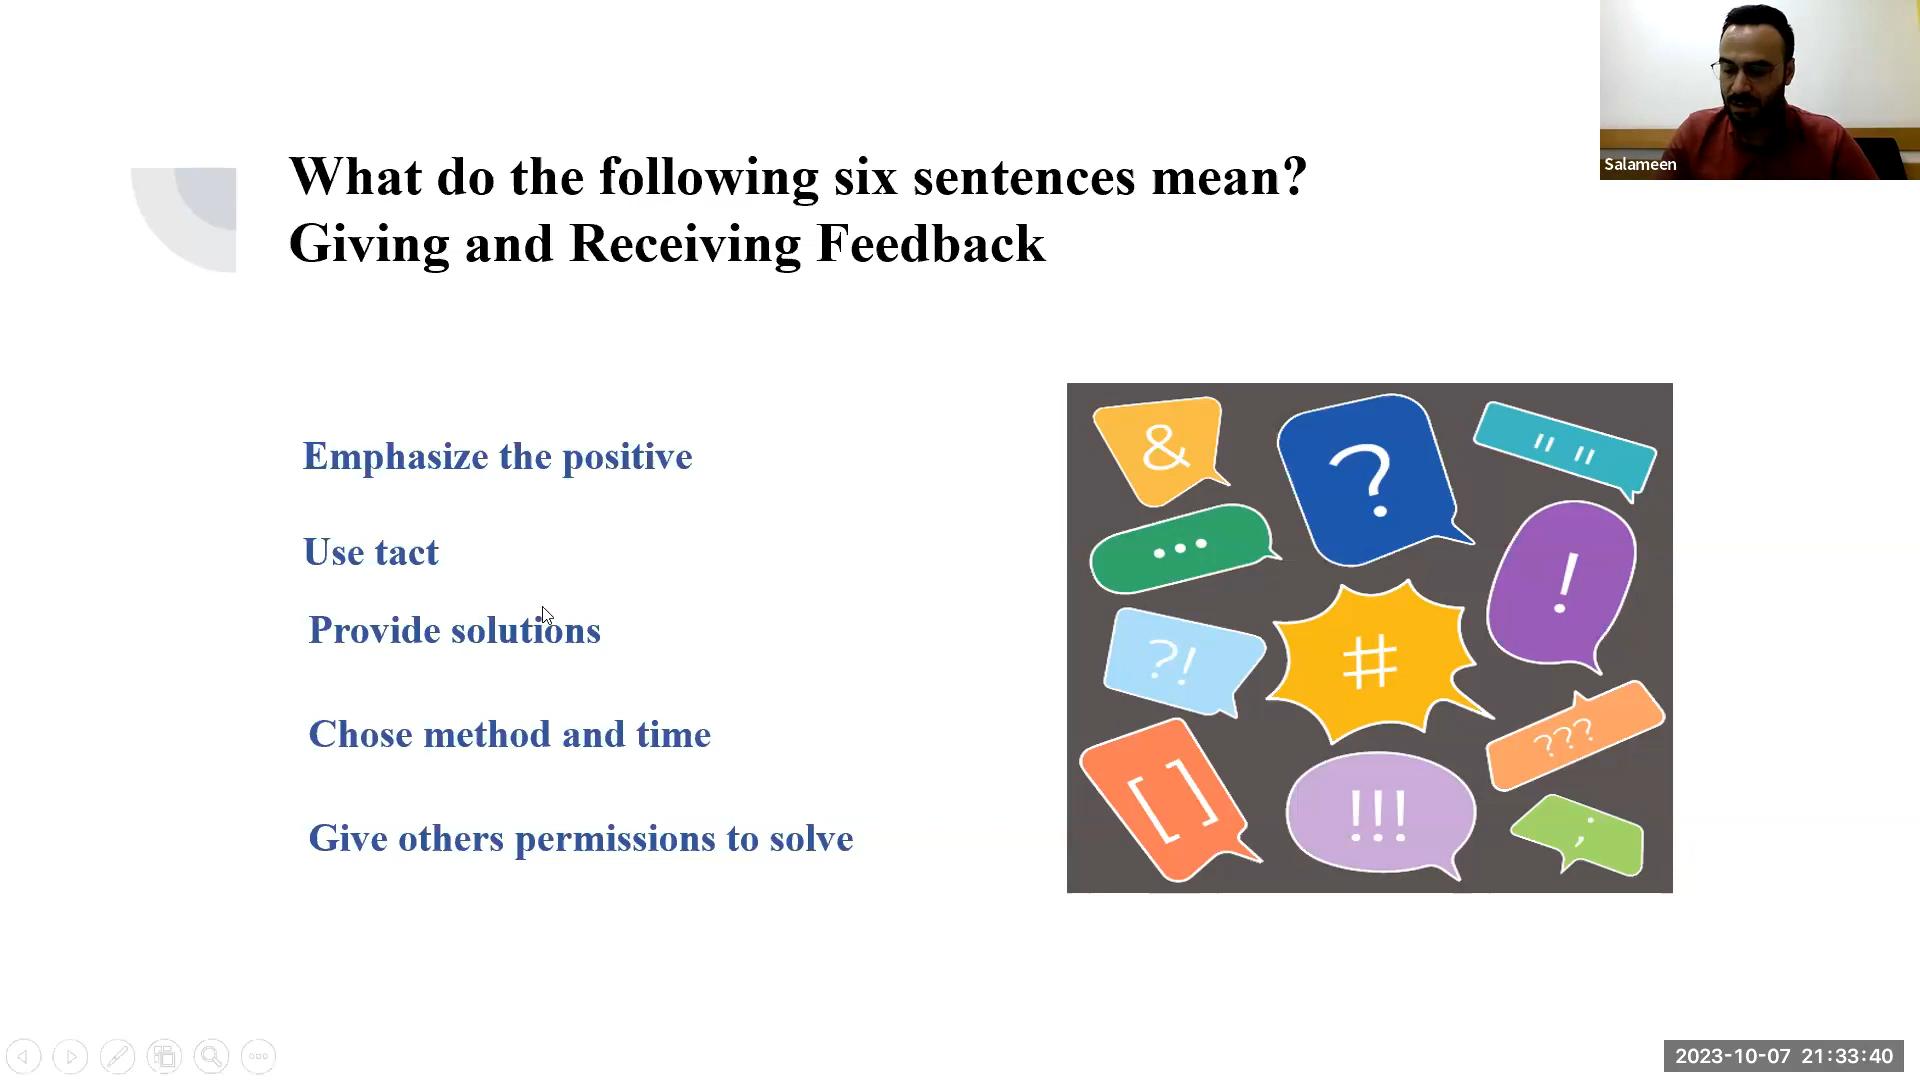 What do the following six sentences mean?
Giving and Receiving Feedback
Salameen
Emphasize the positive
Use tact
Provide solutions
Chose method and time
Give others permissions to solve
&
?
" "
...
!
?!
#
???
[ ]
!!!
;
2023-10-07 21:33:40